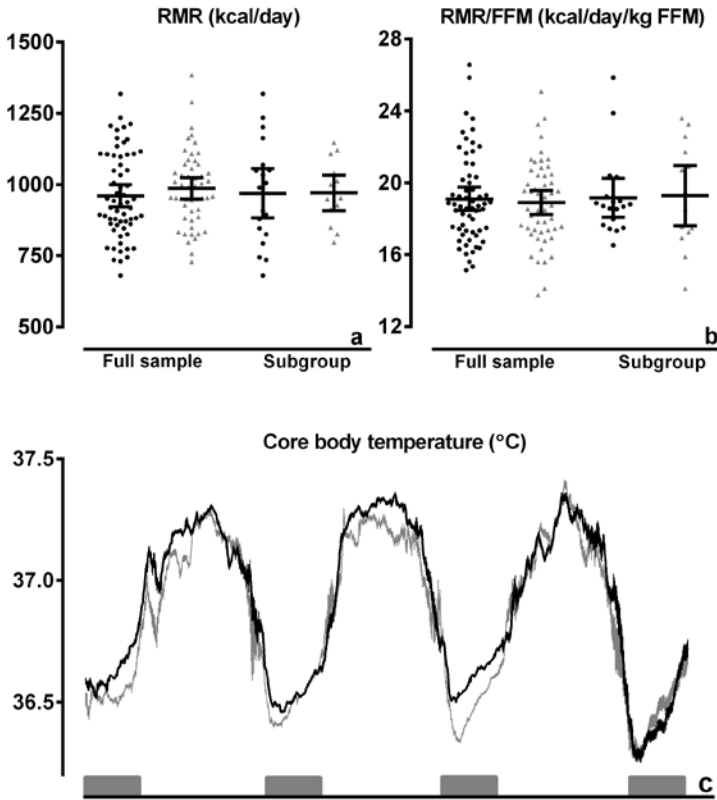 RMR (kcal/day)
1500
1250
1000
750
500
a
Full sample Subgroup
RMR/FFM (kcal/day/kg FFM)
28
24
20
16
12
b
Full sample Subgroup
Core body temperature (°C)
37.5
37.0
36.5
c